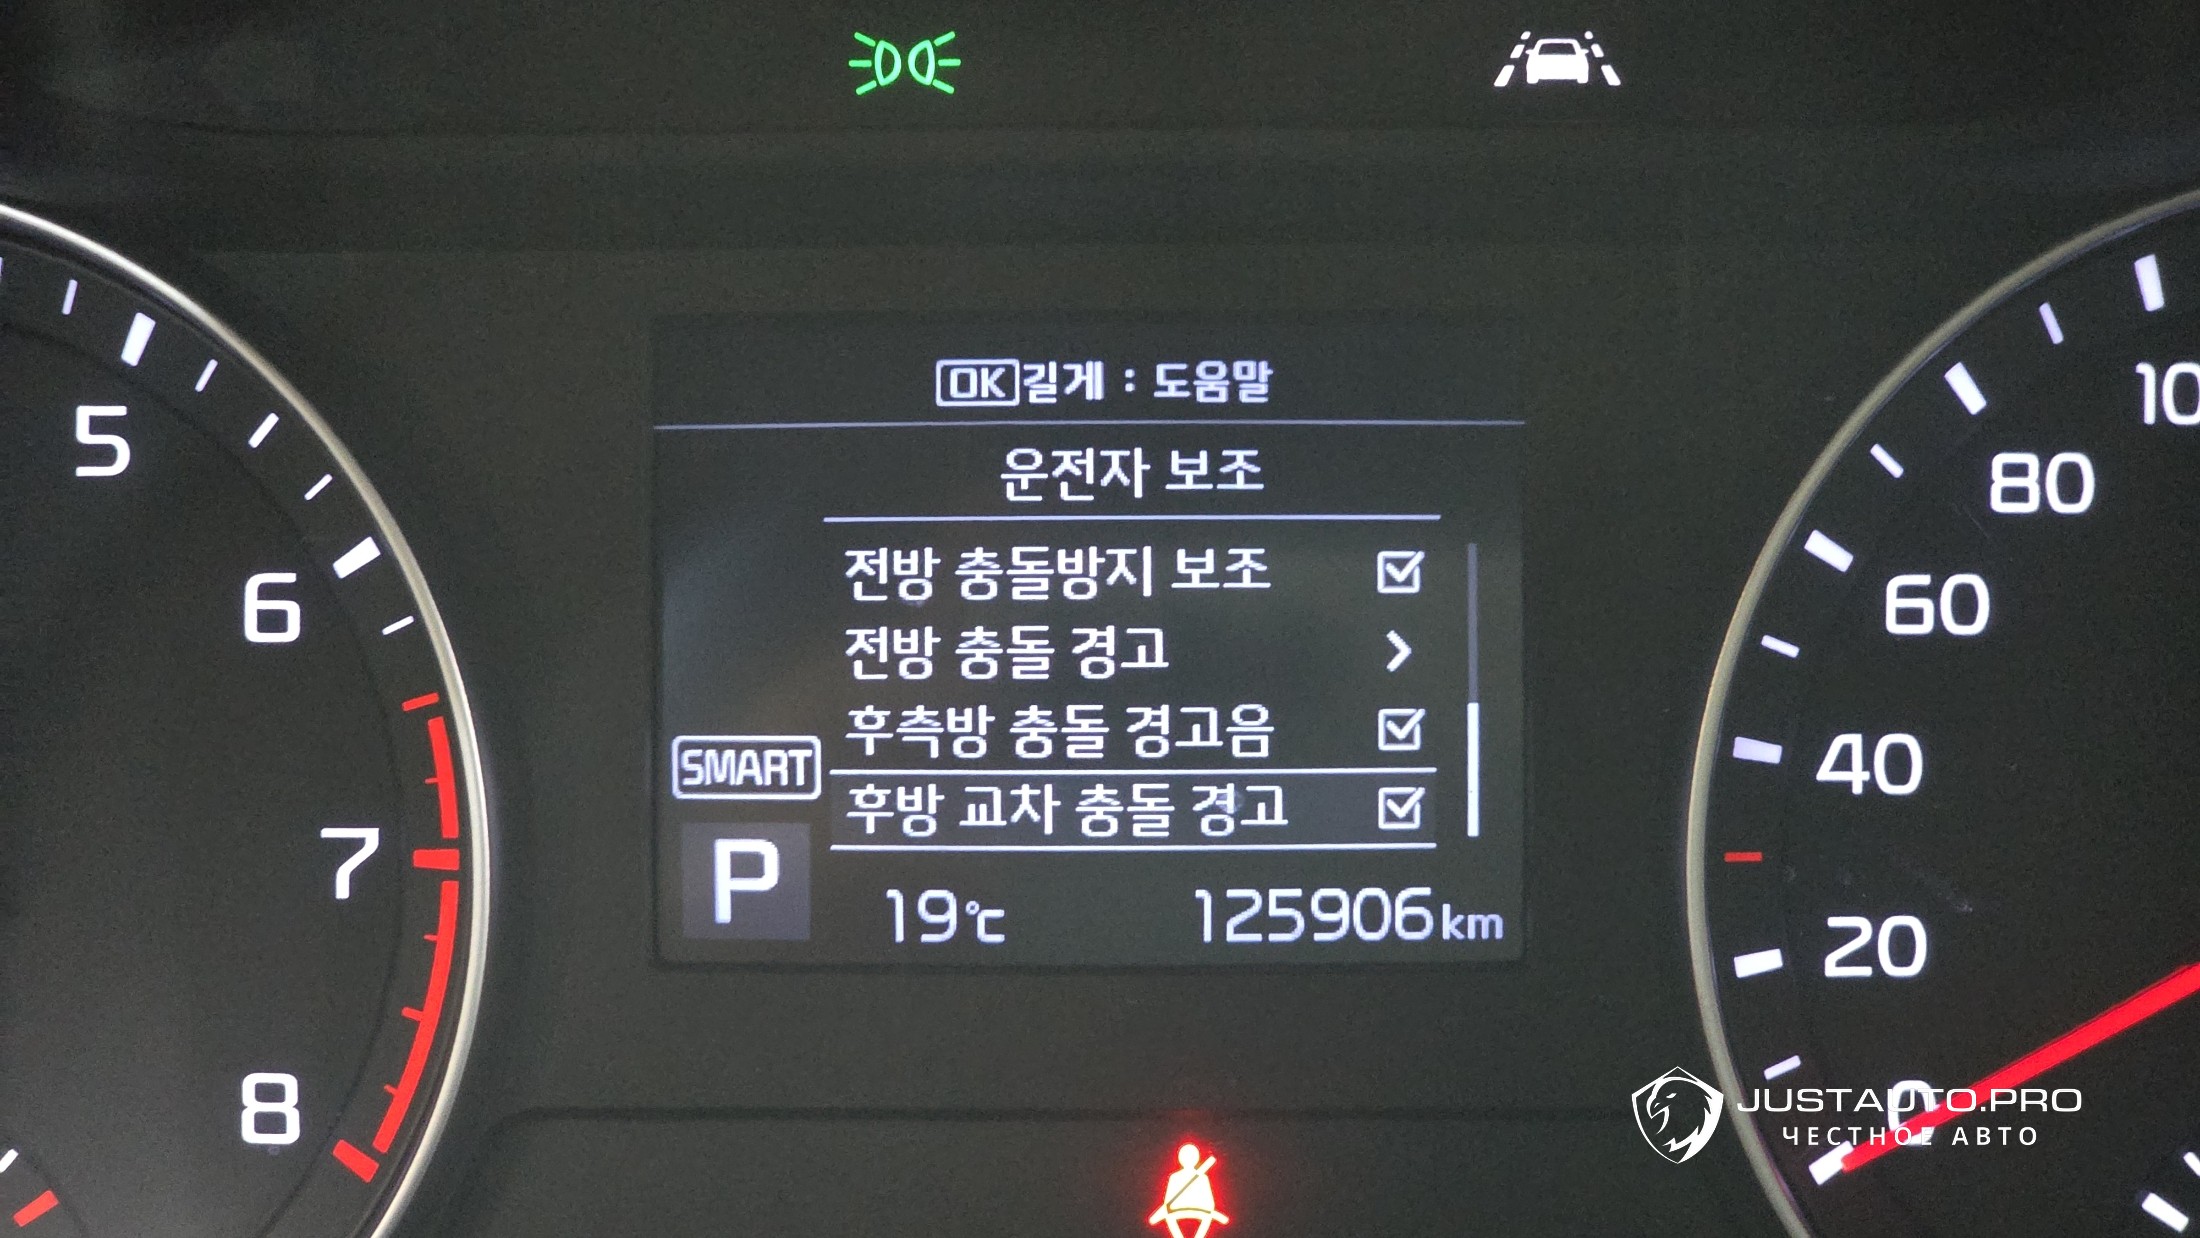 OK길게 : 도움말
운전자 보조
전방 충돌방지 보조
전방 충돌 경고
후측방 충돌 경고음
후방 교차 충돌 경고
SMART
P
19℃
125906km
5
6
7
8
10
80
60
40
20
0
JUSTAUTO.PRO
ЧЕСТНОЕ АВТО